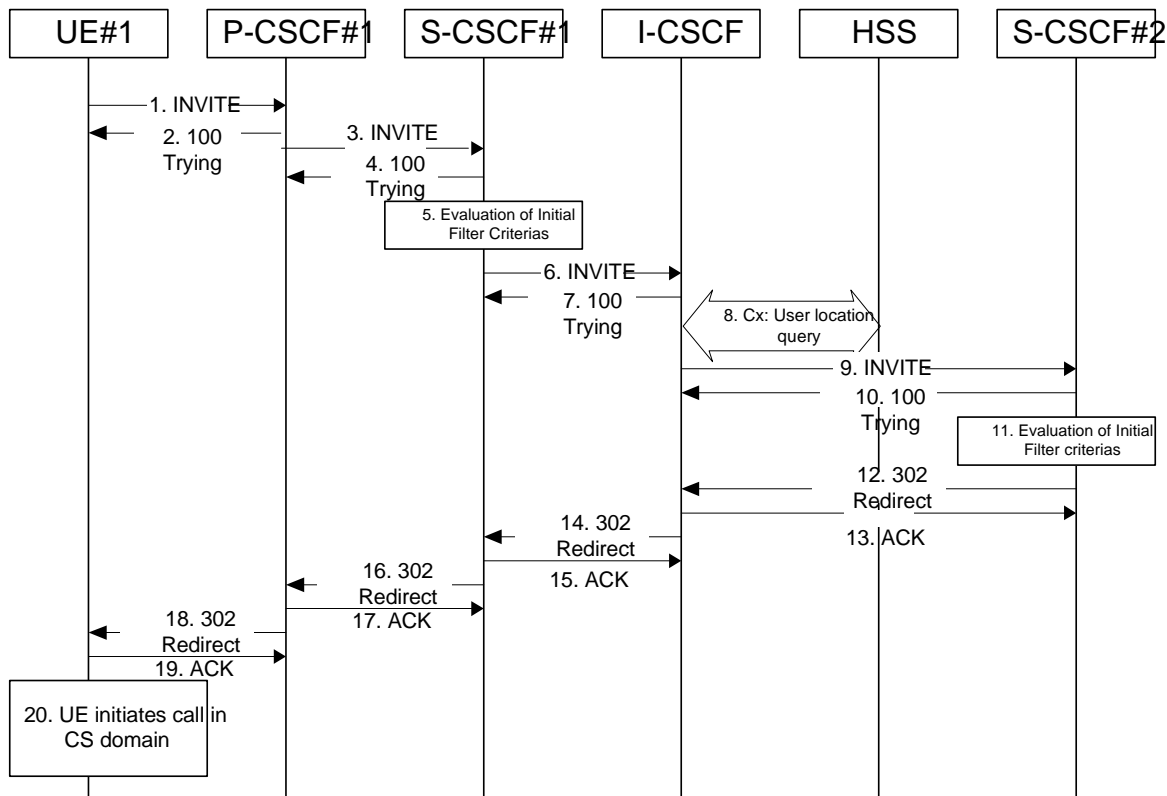 UE#1
P-CSCF#1
S-CSCF#1
I-CSCF
HSS
S-CSCF#2
1. INVITE
2. 100
Trying
3. INVITE
4. 100
Trying
5. Evaluation of Initial
Filter Criterias
6. INVITE
7. 100
Trying
8. Cx: User location
query
9. INVITE
10. 100
Trying
11. Evaluation of Initial
Filter criterias
12. 302
Redirect
13. ACK
14. 302
Redirect
15. ACK
16. 302
Redirect
17. ACK
18. 302
Redirect
19. ACK
20. UE initiates call in
CS domain